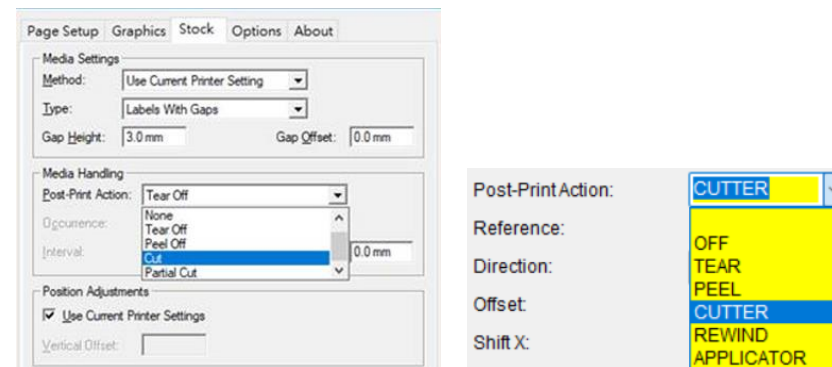 Page Setup Graphics Stock Options About
Media Settings
Method: Use Current Printer Setting
Type: Labels With Gaps
Gap Height: 3.0 mm Gap Offset: 0.0 mm
Media Handling
Post-Print Action: Tear Off
None
Tear Off
Peel Off
Cut
Partial Cut
Occurrence:
Interval: 0.0 mm
Position Adjustments
Use Current Printer Settings
Vertical Offset:
Post-Print Action: CUTTER
Reference:
Direction:
Offset:
Shift X:
OFF
TEAR
PEEL
CUTTER
REWIND
APPLICATOR